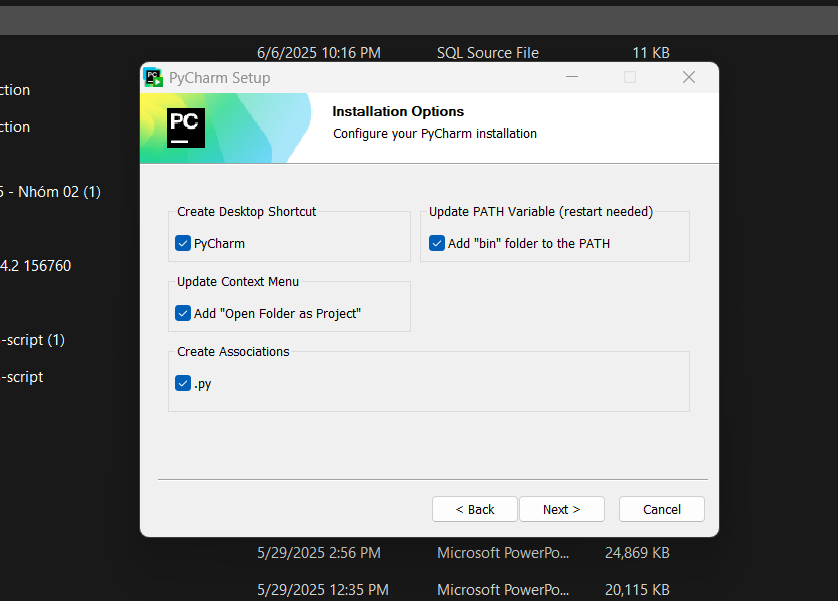 6/6/2025 10:16 PM SQL Source File 11 KB
PC PyCharm Setup
ction
PC
Installation Options
Configure your PyCharm installation
ction
5 - Nhóm 02 (1)
Create Desktop Shortcut
Update PATH Variable (restart needed)
PyCharm
Add "bin" folder to the PATH
4.2 156760
Update Context Menu
Add "Open Folder as Project"
-script (1)
Create Associations
-script
.py
< Back
Next >
Cancel
5/29/2025 2:56 PM Microsoft PowerPo... 24,869 KB
5/29/2025 12:35 PM Microsoft PowerPo... 20,115 KB